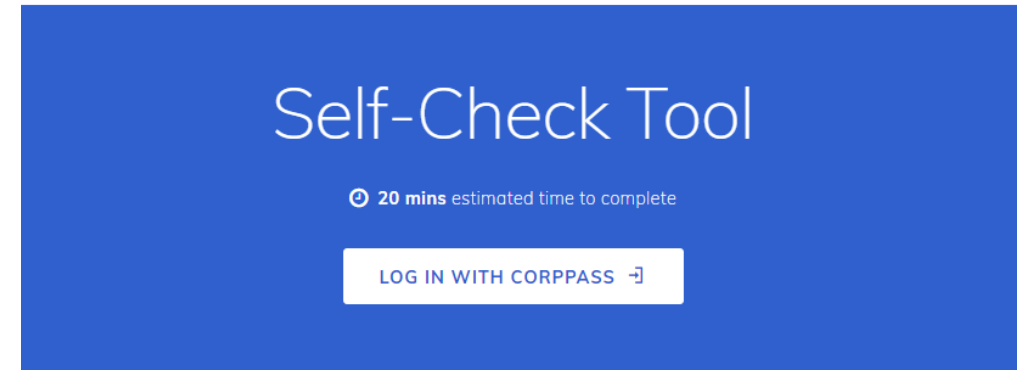 Self-Check Tool
20 mins estimated time to complete
LOG IN WITH CORPPASS